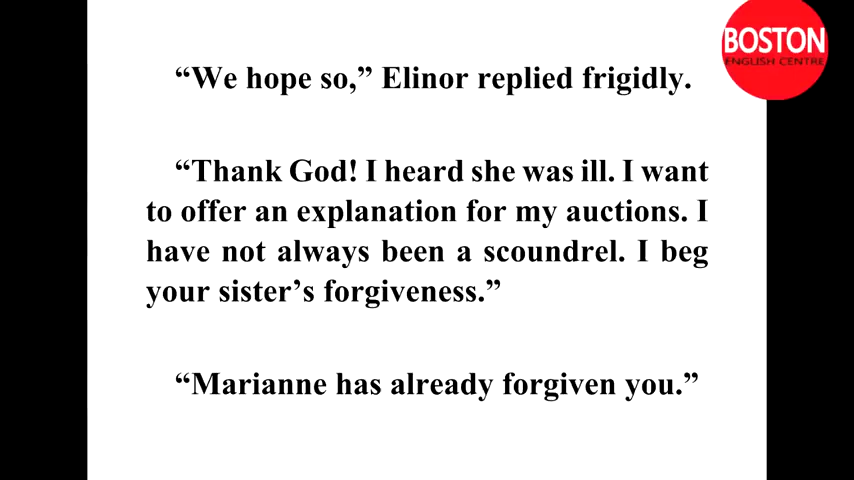 BOSTON
ENGLISH CENTRE
“We hope so,” Elinor replied frigidly.
“Thank God! I heard she was ill. I want
to offer an explanation for my auctions. I
have not always been a scoundrel. I beg
your sister’s forgiveness.”
“Marianne has already forgiven you.”